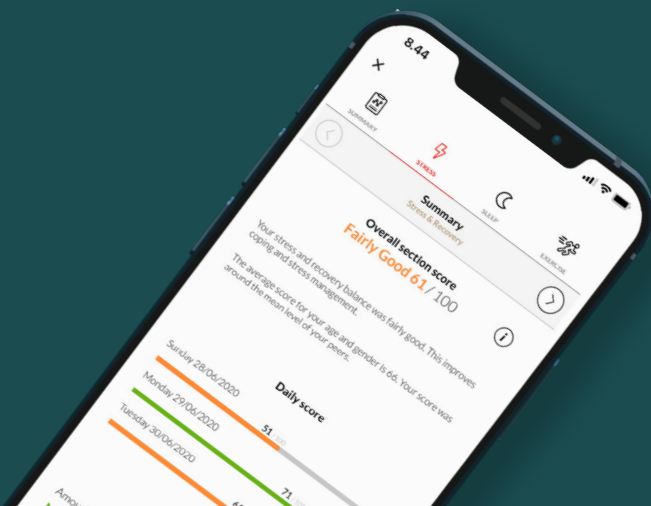 8.44
SUMMARY
STRESS
SLEEP
EXERCISE
Summary
Stress & Recovery
Overall section score
Fairly Good 61 / 100
Your stress and recovery balance was fairly good. This improves
coping and stress management.
The average score for your age and gender is 66. Your score was
around the mean level of your peers.
Daily score
Sunday 28/06/2020
51 /100
Monday 29/06/2020
71
Tuesday 30/06/2020